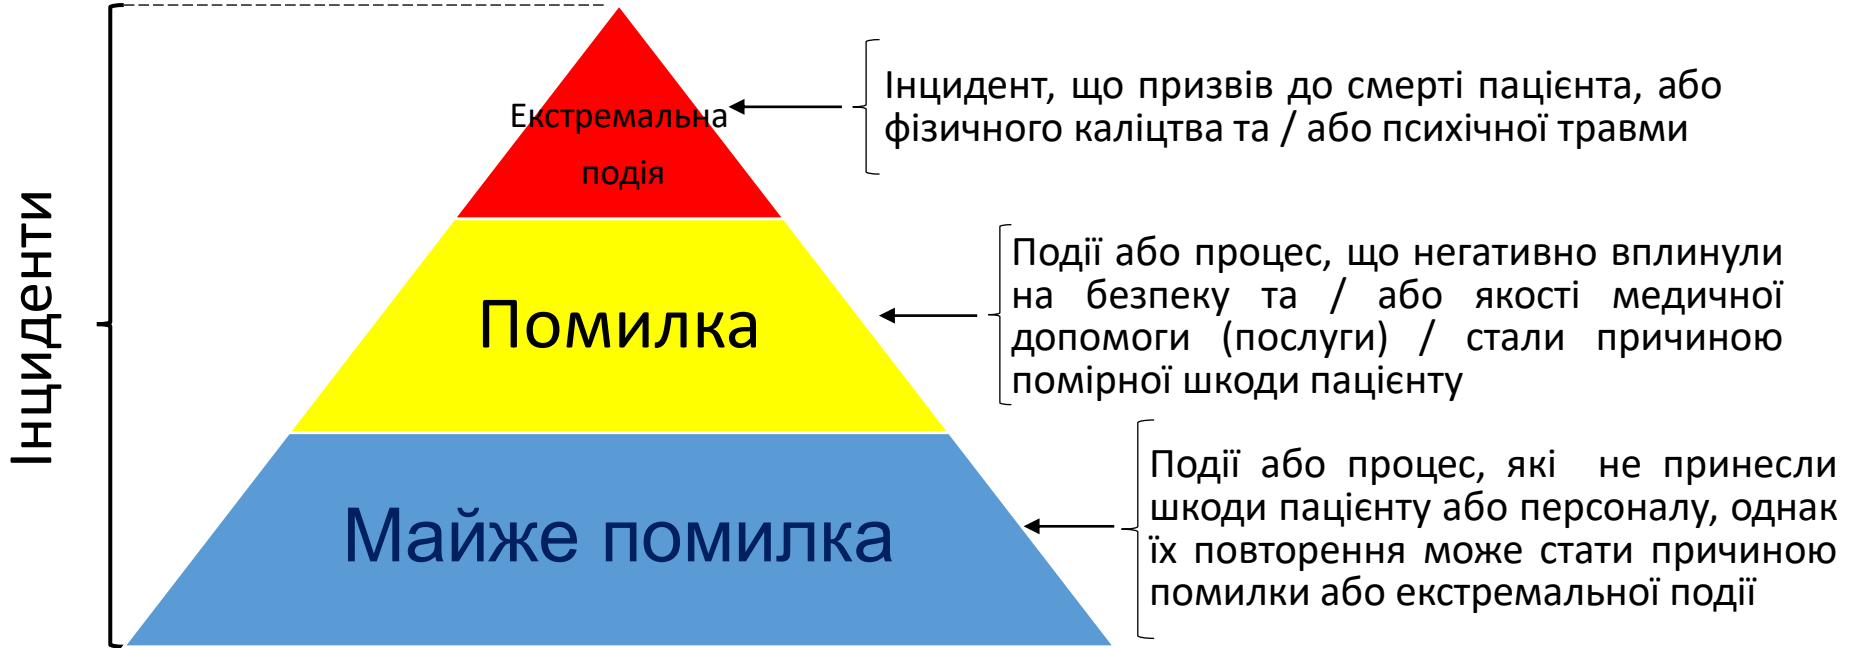 Інциденти
Екстремальна
подія
Інцидент, що призвів до смерті пацієнта, або
фізичного каліцтва та / або психічної травми
Помилка
Події або процес, що негативно вплинули
на безпеку та / або якості медичної
допомоги (послуги) / стали причиною
помірної шкоди пацієнту
Майже помилка
Події або процес, які не принесли
шкоди пацієнту або персоналу, однак
їх повторення може стати причиною
помилки або екстремальної події